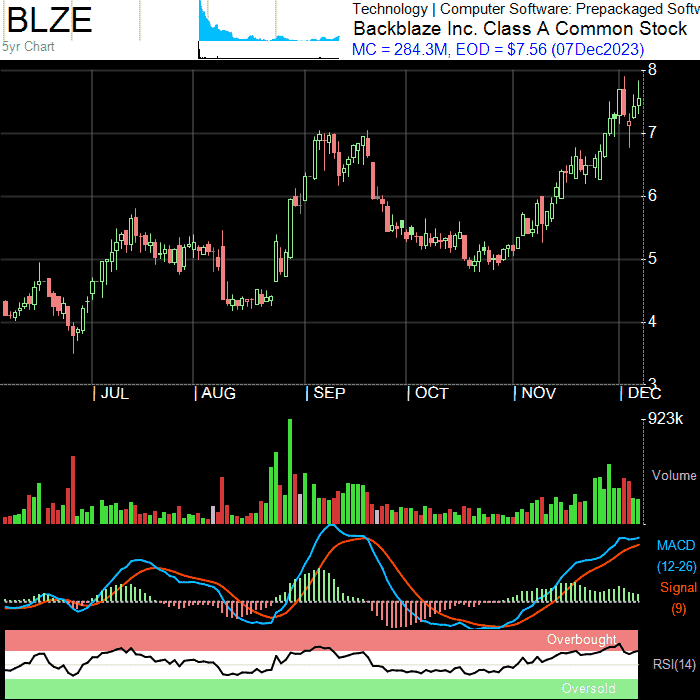 BLZE
5yr Chart
Technology | Computer Software: Prepackaged Softw
Backblaze Inc. Class A Common Stock
MC = 284.3M, EOD = $7.56 (07Dec2023)
8
7
6
5
4
3
JUL AUG SEP OCT NOV DEC
923k
Volume
MACD
(12-26)
Signal
(9)
Overbought
RSI(14)
Oversold